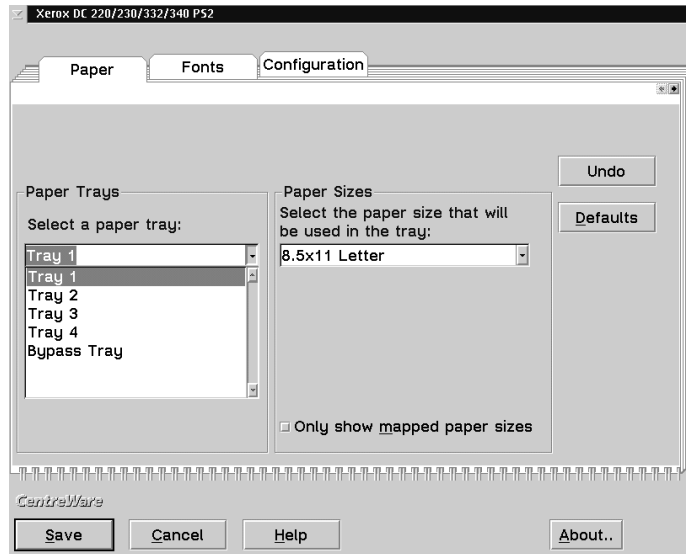 Xerox DC 220/230/332/340 PS2
Paper
Fonts
Configuration
Undo
Defaults
Paper Trays
Select a paper tray:
Tray 1
Tray 1
Tray 2
Tray 3
Tray 4
Bypass Tray
Paper Sizes
Select the paper size that will
be used in the tray:
8.5x11 Letter
Only show mapped paper sizes
CentreWare
Save
Cancel
Help
About..